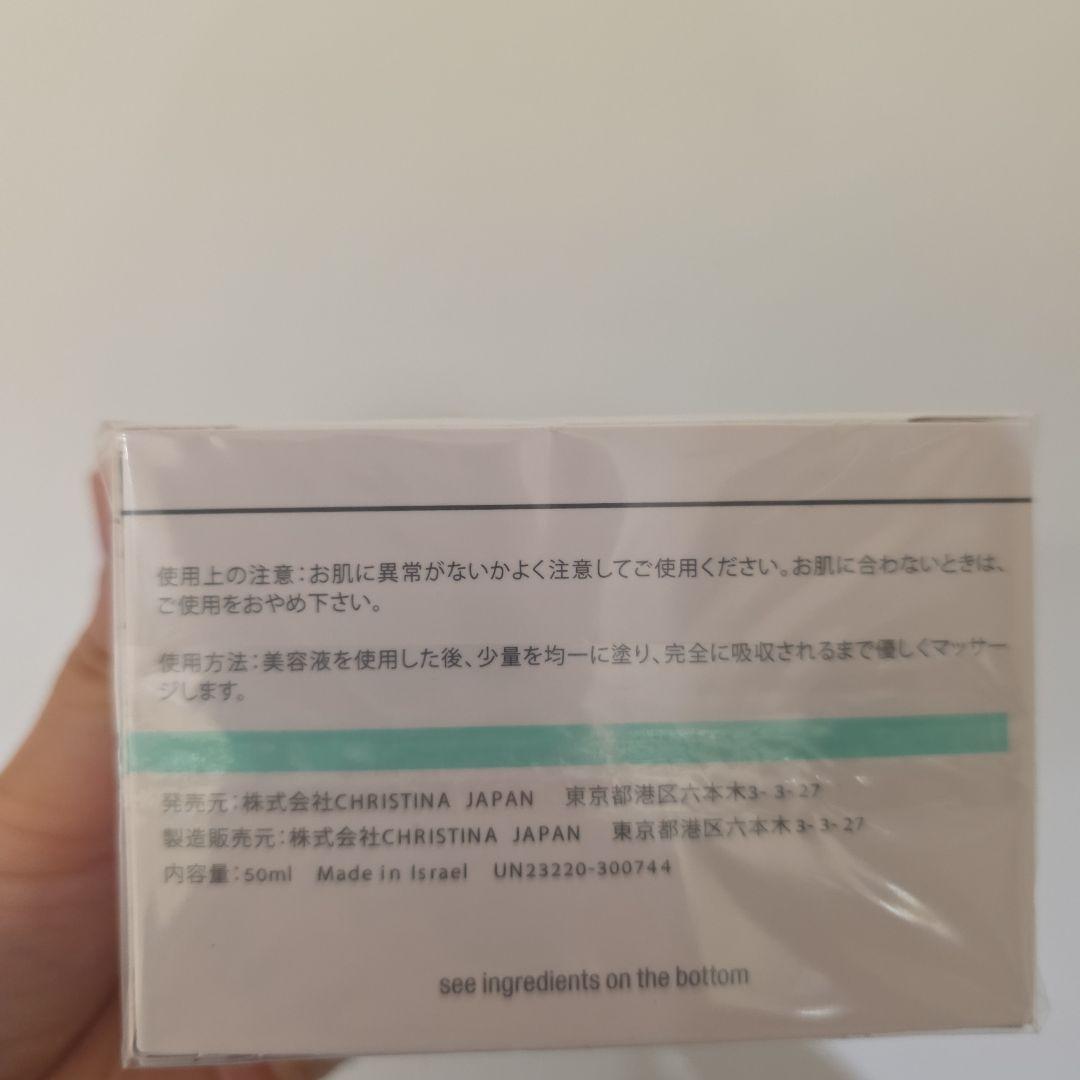 使用上の注意：お肌に異常がないかよく注意してご使用ください。お肌に合わないときは、
ご使用をおやめ下さい。
使用方法：美容液を使用した後、少量を均一に塗り、完全に吸収されるまで優しくマッサー
ジします。
発売元：株式会社CHRISTINA JAPAN 東京都港区六本木3-3-27
製造販売元：株式会社CHRISTINA JAPAN 東京都港区六本木3-3-27
内容量：50ml Made in Israel UN23220-300744
see ingredients on the bottom